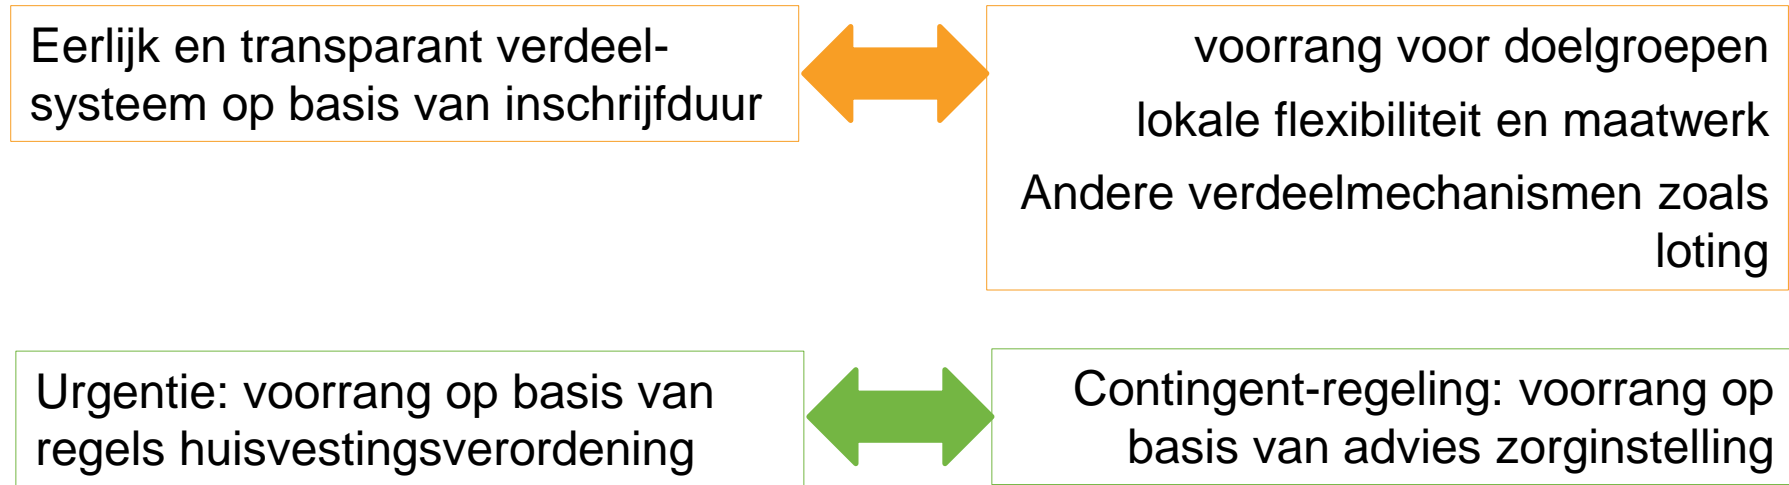 Eerlijk en transparant verdeel-
systeem op basis van inschrijfduur
voorrang voor doelgroepen
lokale flexibiliteit en maatwerk
Andere verdeelmechanismen zoals
loting
Urgentie: voorrang op basis van
regels huisvestingsverordening
Contingent-regeling: voorrang op
basis van advies zorginstelling